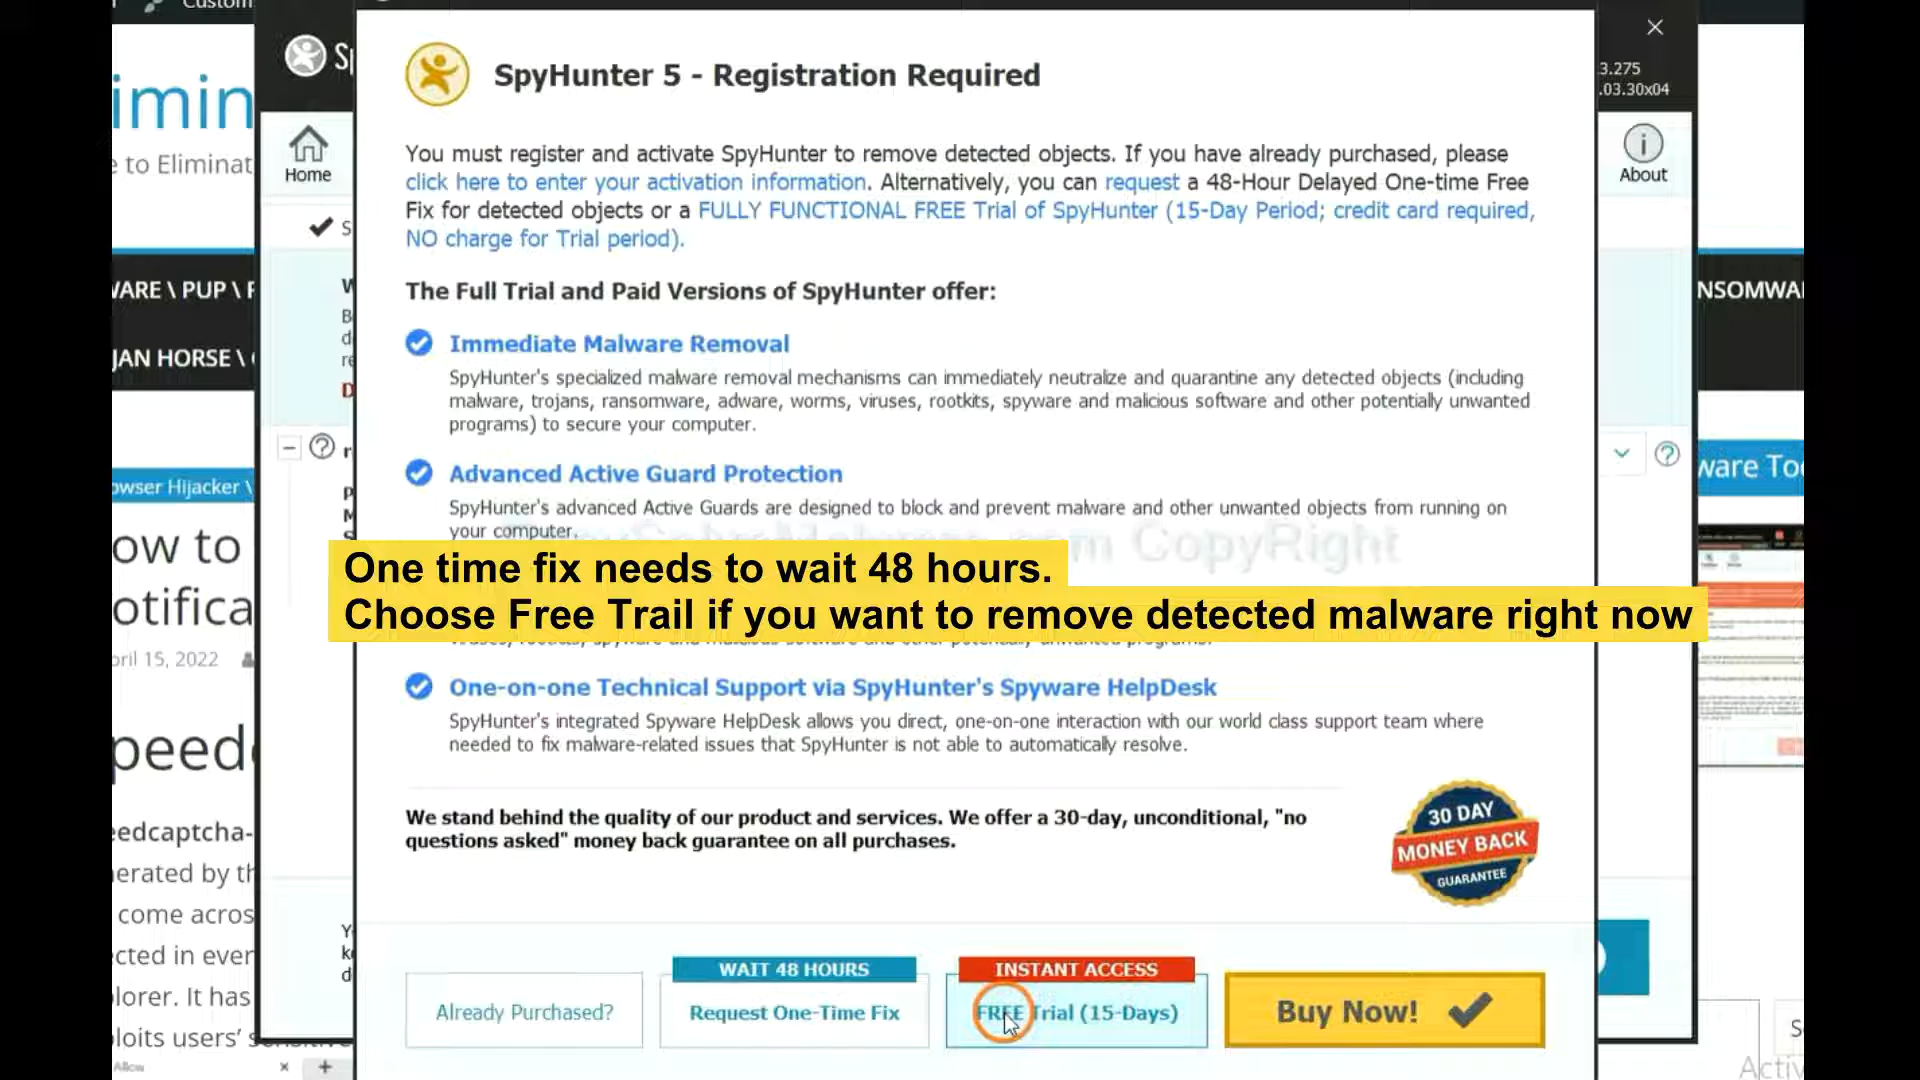 Custom
SpyHunter 5 - Registration Required
3.275
.03.30x04
imin
e to Eliminat
Home
About
You must register and activate SpyHunter to remove detected objects. If you have already purchased, please
click here to enter your activation information. Alternatively, you can request a 48-Hour Delayed One-time Free
Fix for detected objects or a FULLY FUNCTIONAL FREE Trial of SpyHunter (15-Day Period; credit card required,
NO charge for Trial period).
The Full Trial and Paid Versions of SpyHunter offer:
WARE \ PUP \
NSOMWA
JAN HORSE \
Immediate Malware Removal
SpyHunter's specialized malware removal mechanisms can immediately neutralize and quarantine any detected objects (including
malware, trojans, ransomware, adware, worms, viruses, rootkits, spyware and malicious software and other potentially unwanted
programs) to secure your computer.
Advanced Active Guard Protection
SpyHunter's advanced Active Guards are designed to block and prevent malware and other unwanted objects from running on
your computer.
CopyRight
owser Hijacker \
ware Too
One time fix needs to wait 48 hours.
Choose Free Trail if you want to remove detected malware right now
ow to
otifica
pril 15, 2022
One-on-one Technical Support via SpyHunter's Spyware HelpDesk
SpyHunter's integrated Spyware HelpDesk allows you direct, one-on-one interaction with our world class support team where
needed to fix malware-related issues that SpyHunter is not able to automatically resolve.
peed
We stand behind the quality of our product and services. We offer a 30-day, unconditional, "no
questions asked" money back guarantee on all purchases.
30 DAY
MONEY BACK
GUARANTEE
eedcaptcha-
erated by th
come acros
cted in ever
lorer. It has
ploits users'
WAIT 48 HOURS
INSTANT ACCESS
Already Purchased?
Request One-Time Fix
FREE Trial (15-Days)
Buy Now!
Allow
Activ